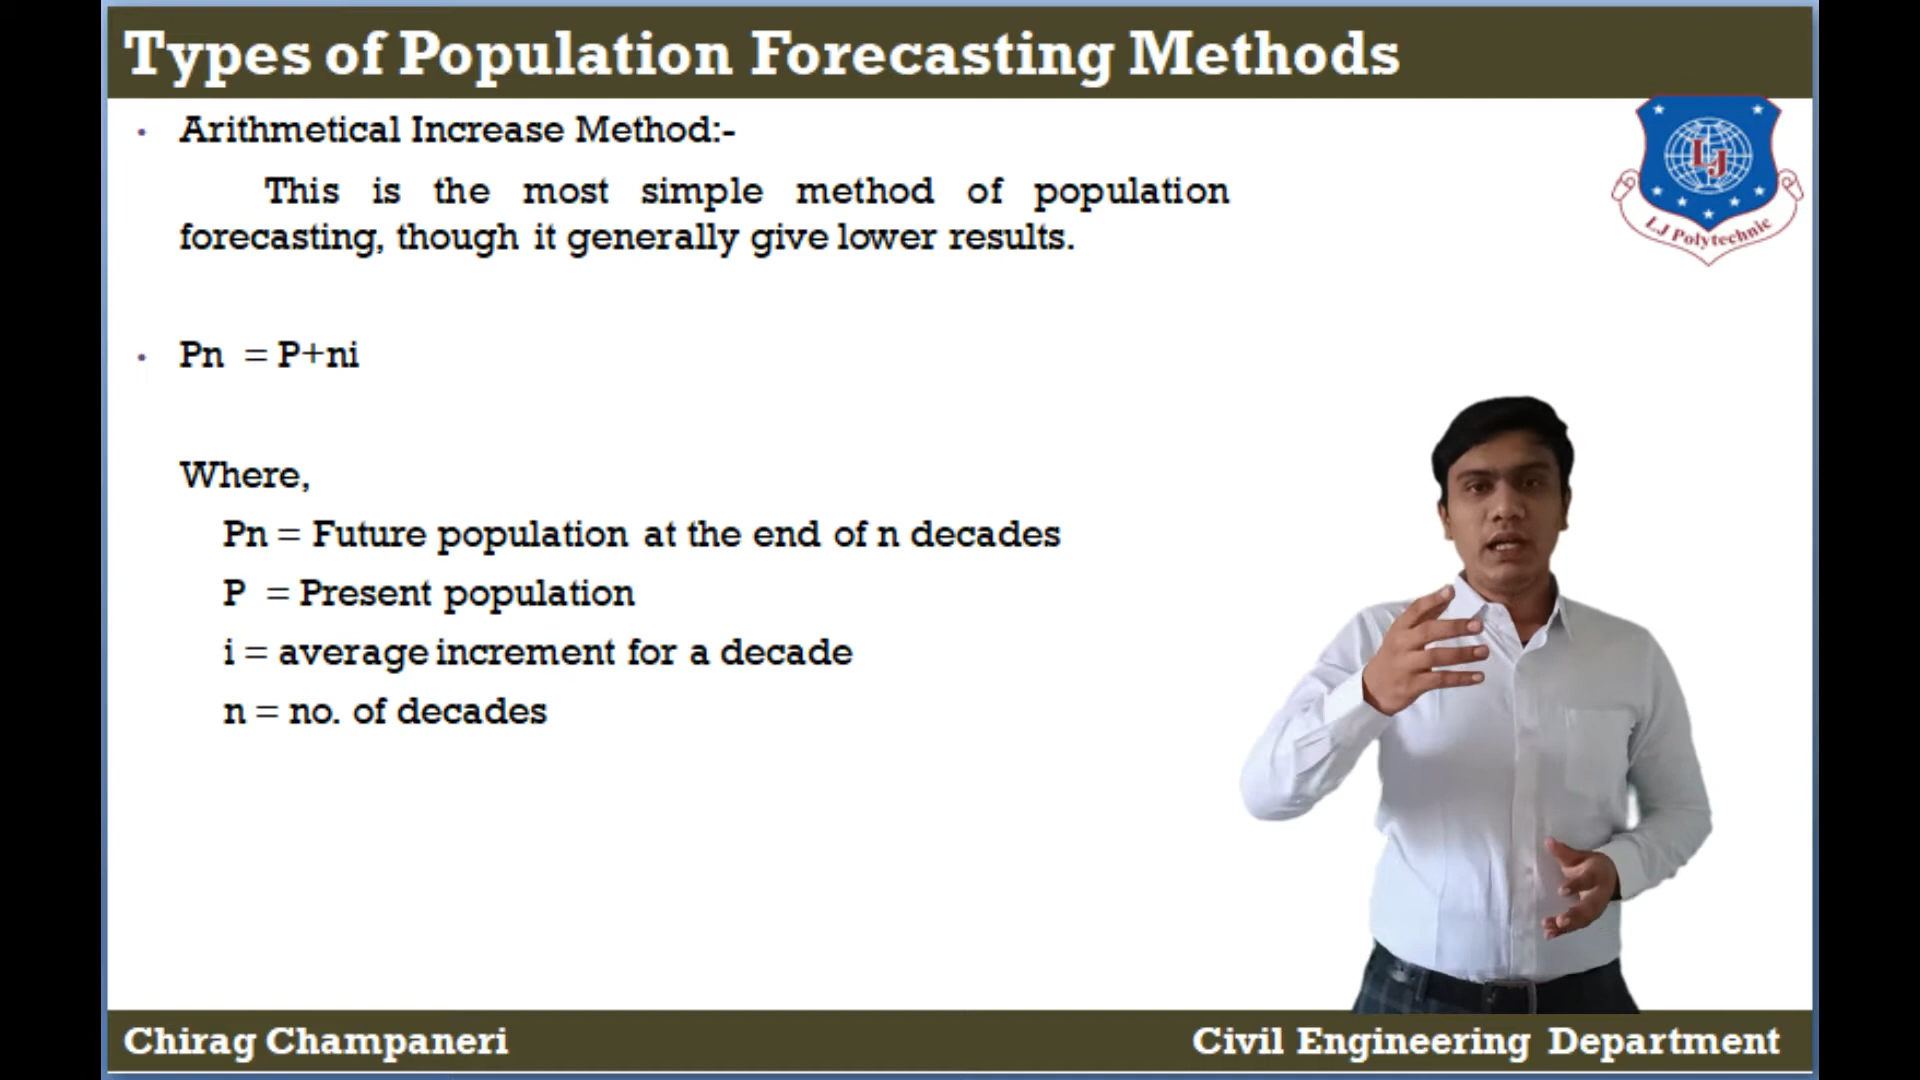 Types of Population Forecasting Methods
• Arithmetical Increase Method:-
This is the most simple method of population
forecasting, though it generally give lower results.
• Pn = P+ni
Where,
Pn = Future population at the end of n decades
P = Present population
i = average increment for a decade
n = no. of decades
LJ
LJ Polytechnic
Chirag Champaneri
Civil Engineering Department